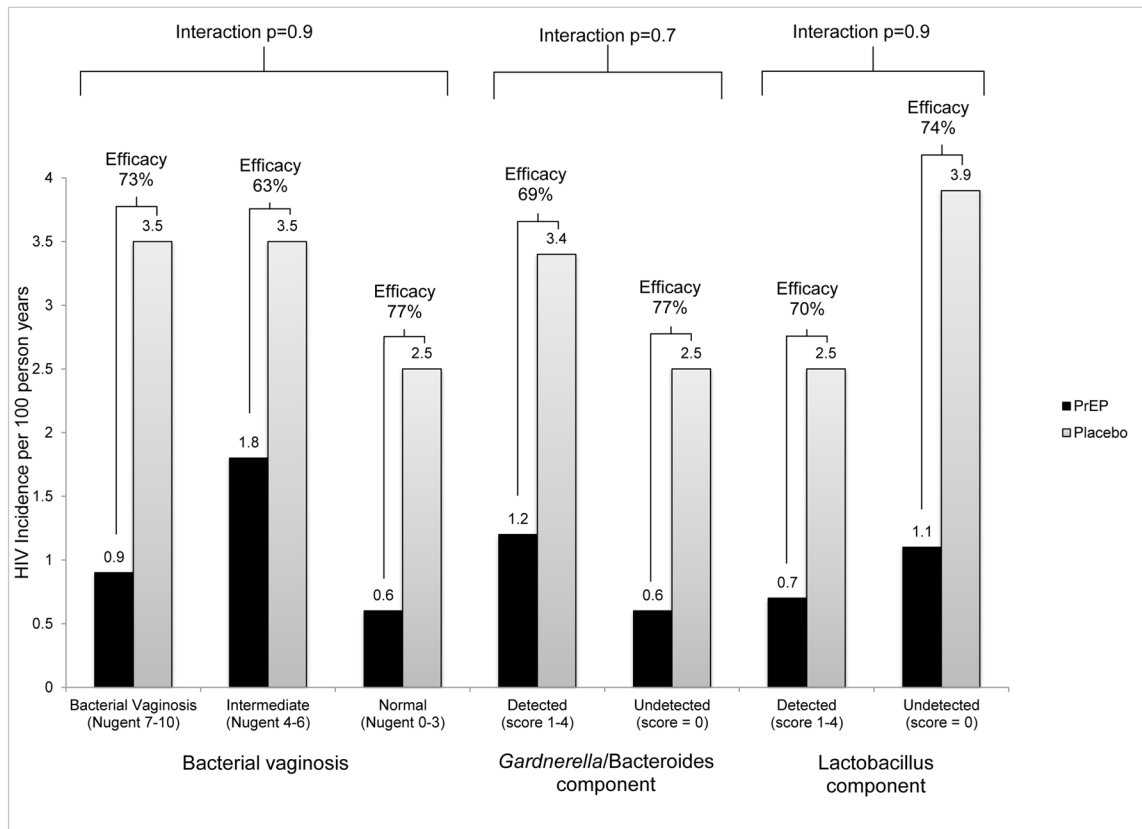 Interaction p=0.9
Interaction p=0.7
Interaction p=0.9
Efficacy
73%
Efficacy
63%
Efficacy
77%
Efficacy
69%
Efficacy
77%
Efficacy
70%
Efficacy
74%
HIV Incidence per 100 person years
4
3.5
3
2.5
2
1.5
1
0.5
0
0.9
3.5
1.8
3.5
0.6
2.5
1.2
3.4
0.6
2.5
0.7
2.5
1.1
3.9
PrEP
Placebo
Bacterial Vaginosis
(Nugent 7-10)
Intermediate
(Nugent 4-6)
Normal
(Nugent 0-3)
Detected
(score 1-4)
Undetected
(score = 0)
Detected
(score 1-4)
Undetected
(score = 0)
Bacterial vaginosis
Gardnerella/Bacteroides
component
Lactobacillus
component